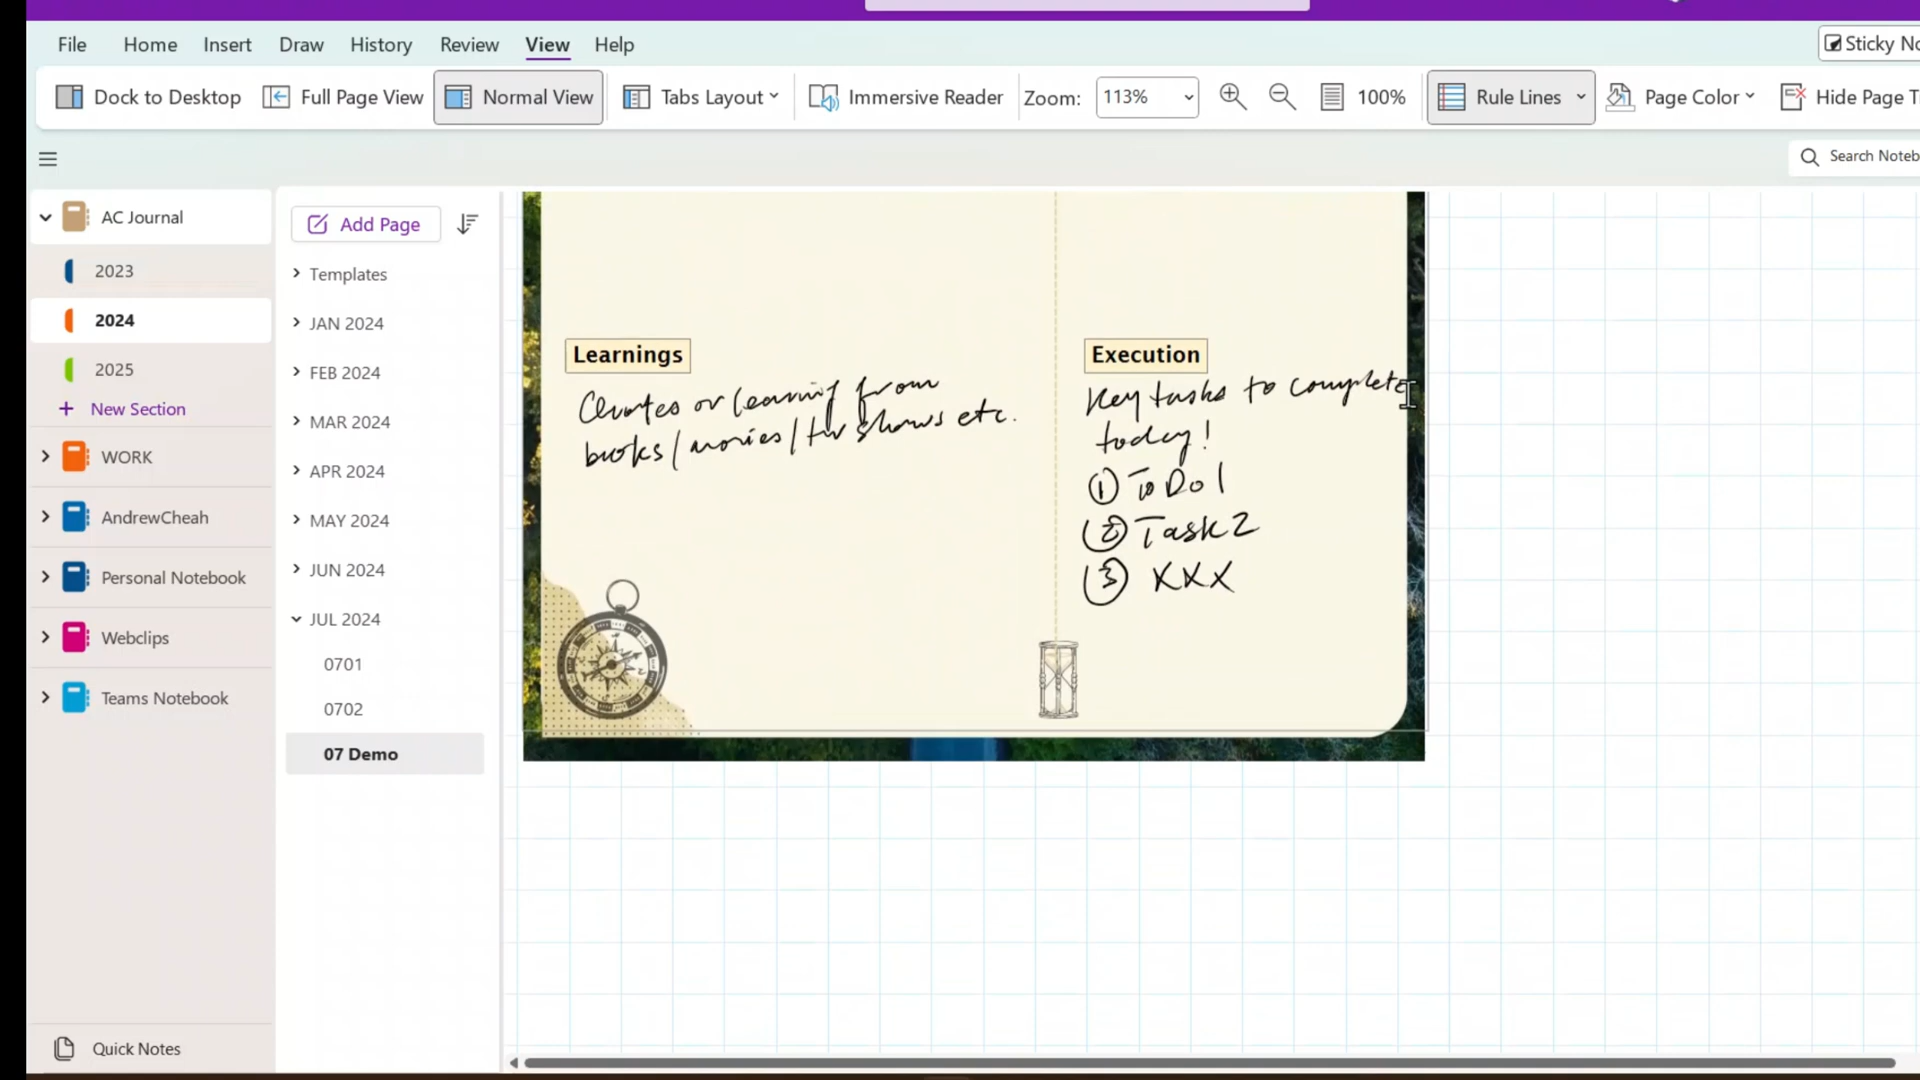 File Home Insert Draw History Review View Help
Sticky No
Dock to Desktop Full Page View Normal View Tabs Layout Immersive Reader Zoom: 113% 100% Rule Lines Page Color Hide Page Ti
Search Noteb
AC Journal
2023
2024
2025
New Section
WORK
AndrewCheah
Personal Notebook
Webclips
Teams Notebook
Quick Notes
Add Page
Templates
JAN 2024
FEB 2024
MAR 2024
APR 2024
MAY 2024
JUN 2024
JUL 2024
0701
0702
07 Demo
Learnings
Quotes or learning from
books/movies/tv shows etc.
Execution
Key tasks to complete
today!
① To Do 1
② Task 2
③ XXX